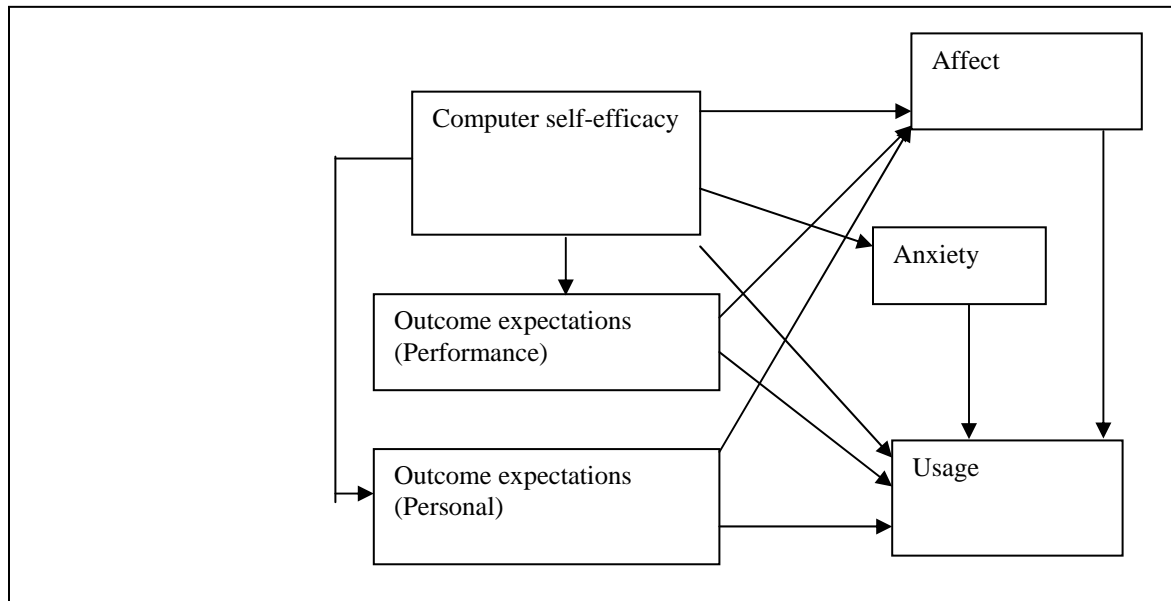 Affect
Computer self-efficacy
Anxiety
Outcome expectations
(Performance)
Outcome expectations
(Personal)
Usage